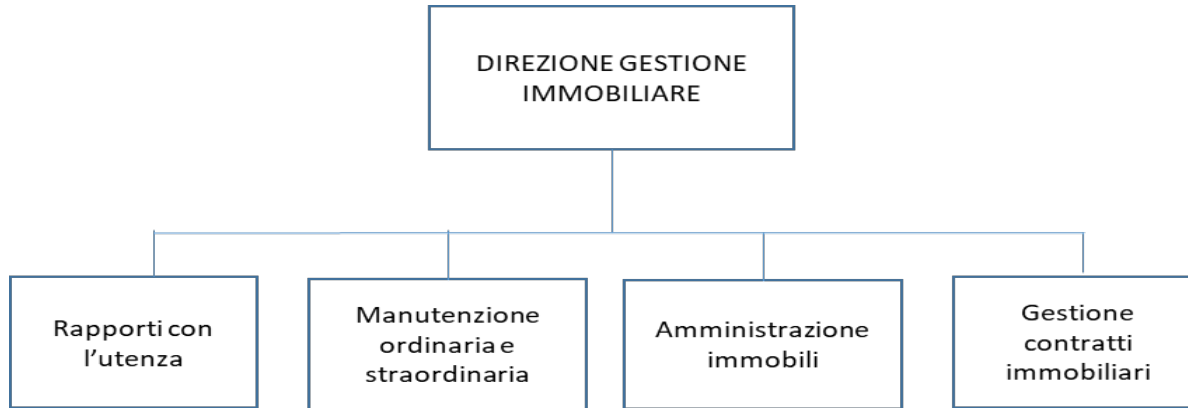 DIREZIONE GESTIONE
IMMOBILIARE
Rapporti con
l’utenza
Manutenzione
ordinaria e
straordinaria
Amministrazione
immobili
Gestione
contratti
immobiliari